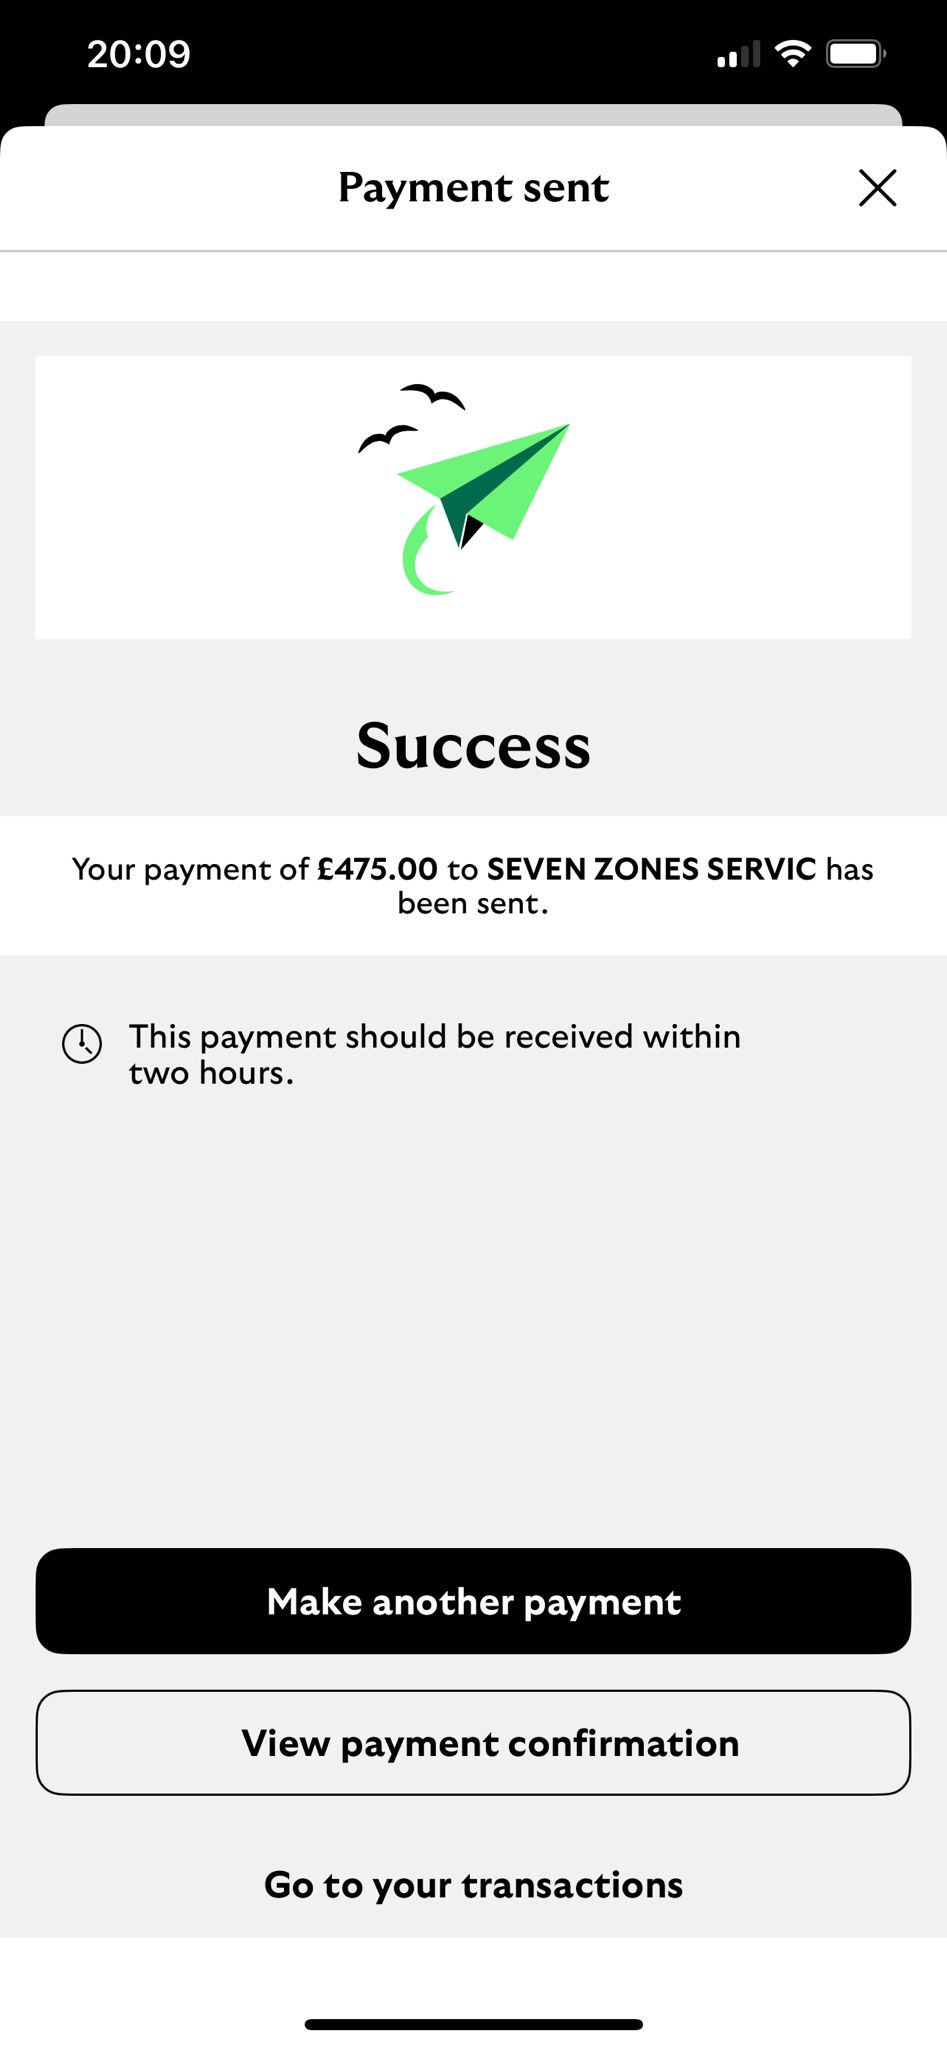 20:09
Payment sent
Success
Your payment of £475.00 to SEVEN ZONES SERVIC has
been sent.
This payment should be received within
two hours.
Make another payment
View payment confirmation
Go to your transactions